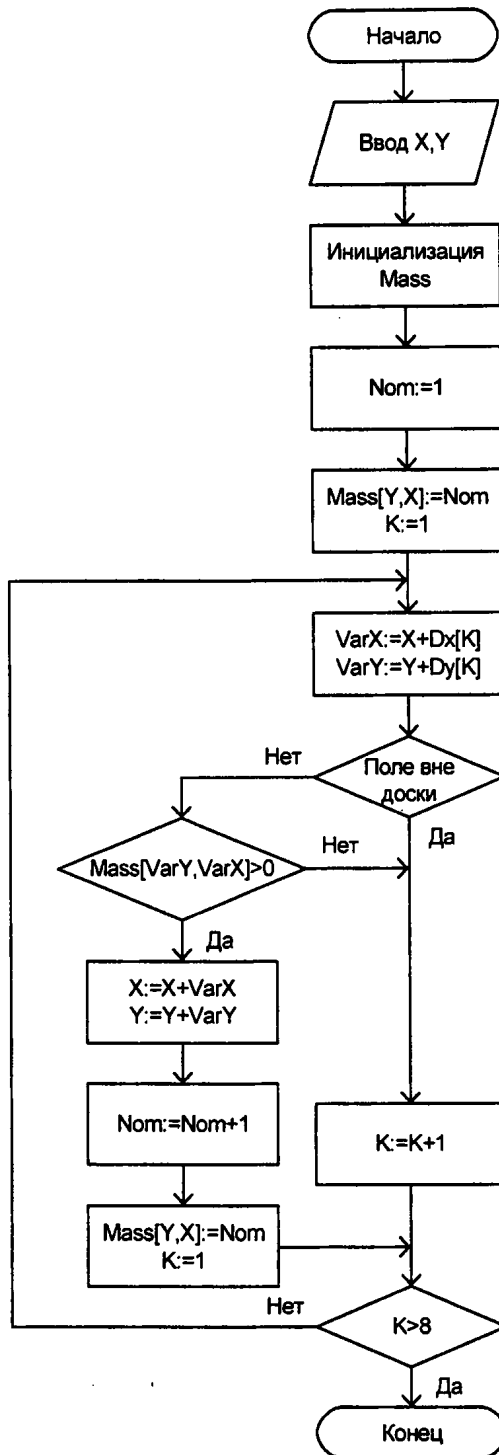 Начало
Ввод X,Y
Инициализация
Mass
Nom:=1
Mass[Y,X]:=Nom
K:=1
VarX:=X+Dx[K]
VarY:=Y+Dy[K]
Нет
Поле вне
доски
Да
Mass[VarY,VarX]>0
Нет
Да
X:=X+VarX
Y:=Y+VarY
Nom:=Nom+1
K:=K+1
Mass[Y,X]:=Nom
K:=1
Нет
K>8
Да
Конец